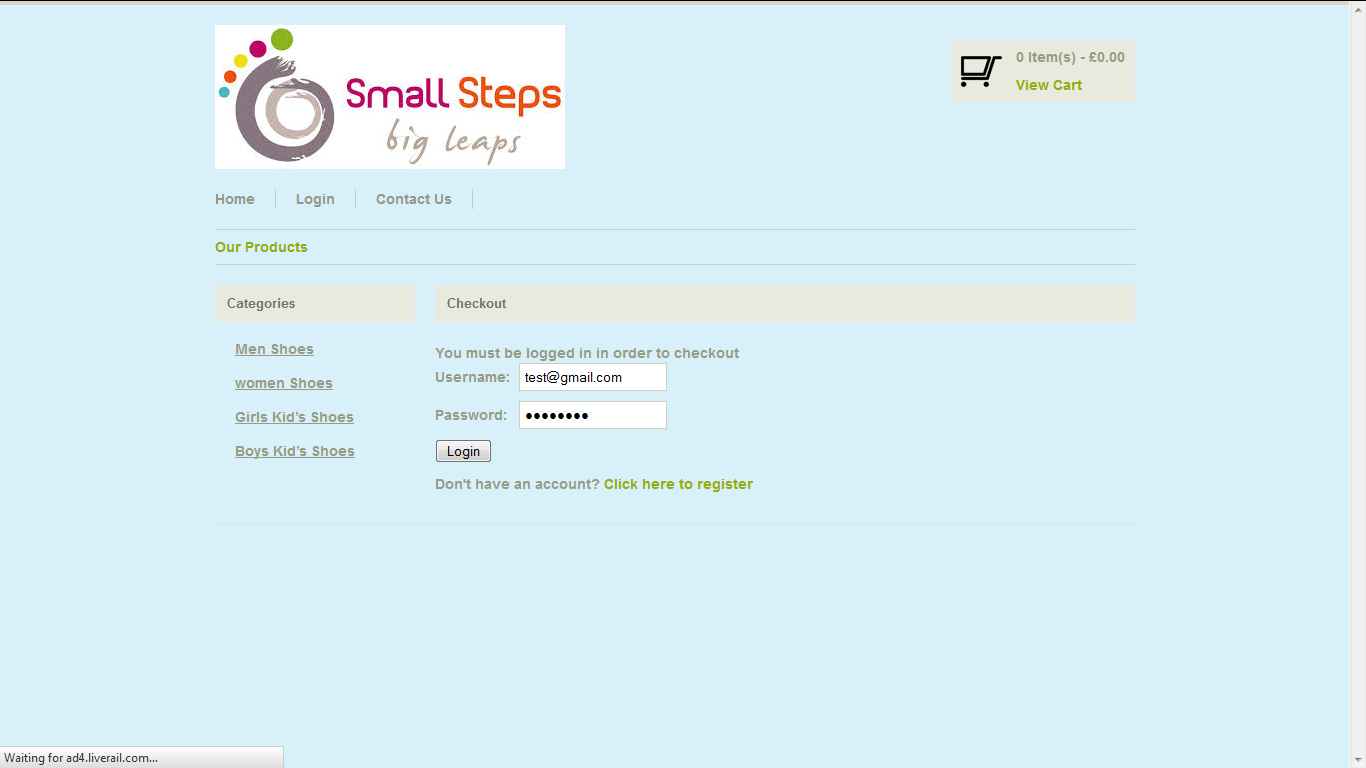 Small Steps
big leaps
0 Item(s) - £0.00
View Cart
Home
Login
Contact Us
Our Products
Categories
Checkout
Men Shoes
women Shoes
Girls Kid’s Shoes
Boys Kid’s Shoes
You must be logged in in order to checkout
Username: test@gmail.com
Password: ●●●●●●●●
Login
Don't have an account? Click here to register
Waiting for ad4.liverail.com...